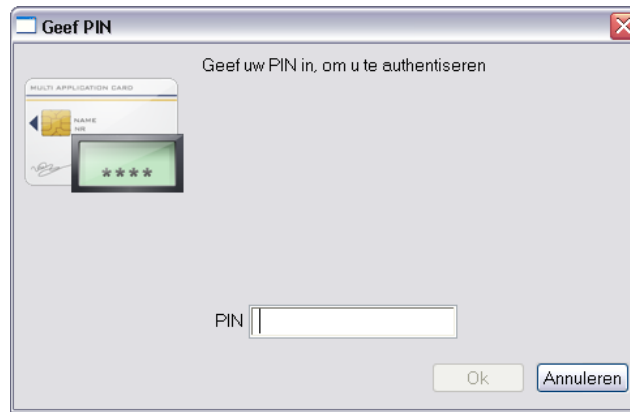 Geef PIN
Geef uw PIN in, om u te authentiseren
MULTI APPLICATION CARD
NAME
****
PIN
Ok
Annuleren